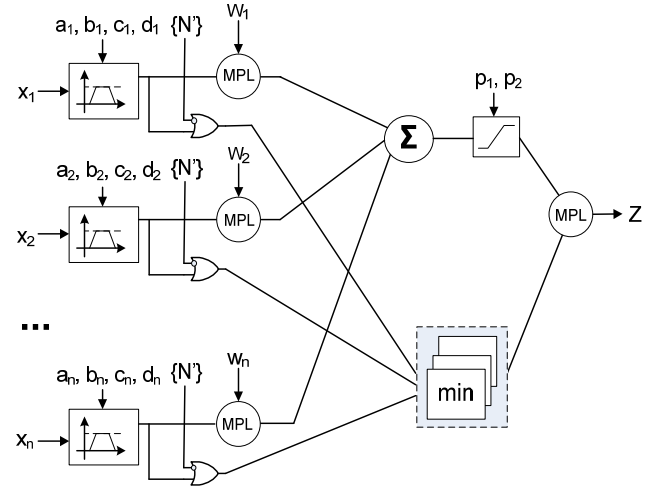 a₁, b₁, c₁, d₁ {N'} W₁
x₁ MPL
p₁, p₂
Σ
a₂, b₂, c₂, d₂ {N'} W₂
x₂ MPL
MPL Z
...
aₙ, bₙ, cₙ, dₙ {N'} wₙ
min
xₙ MPL